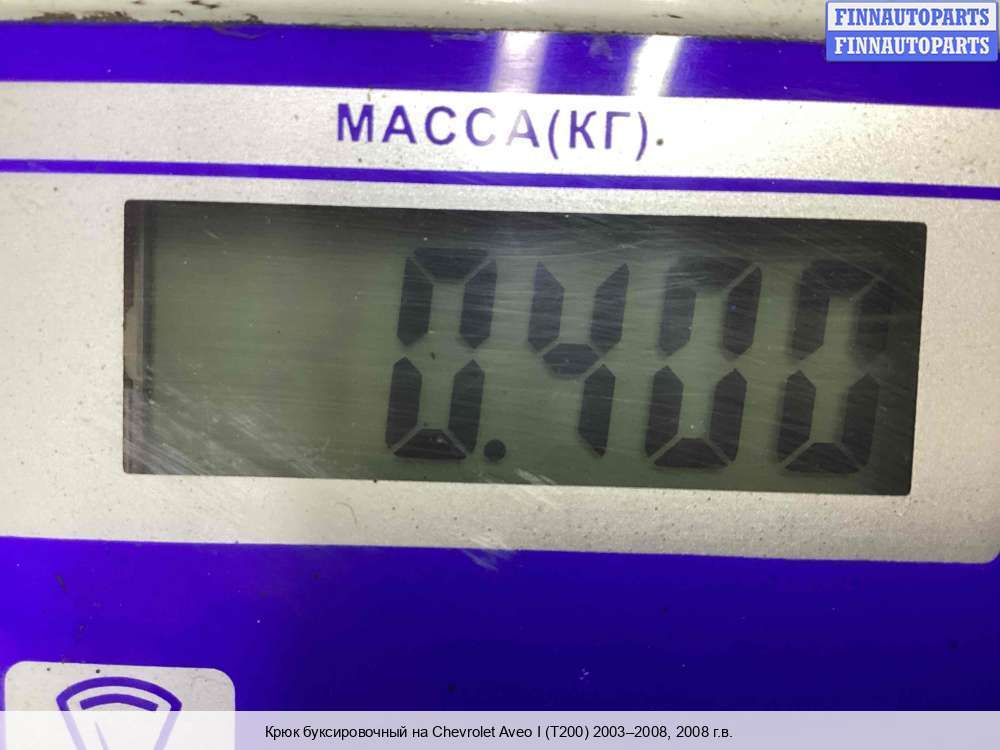 FINNAUTOPARTS
FINNAUTOPARTS
МАССА(КГ)
0.400
Крюк буксировочный на Chevrolet Aveo I (T200) 2003–2008, 2008 г.в.